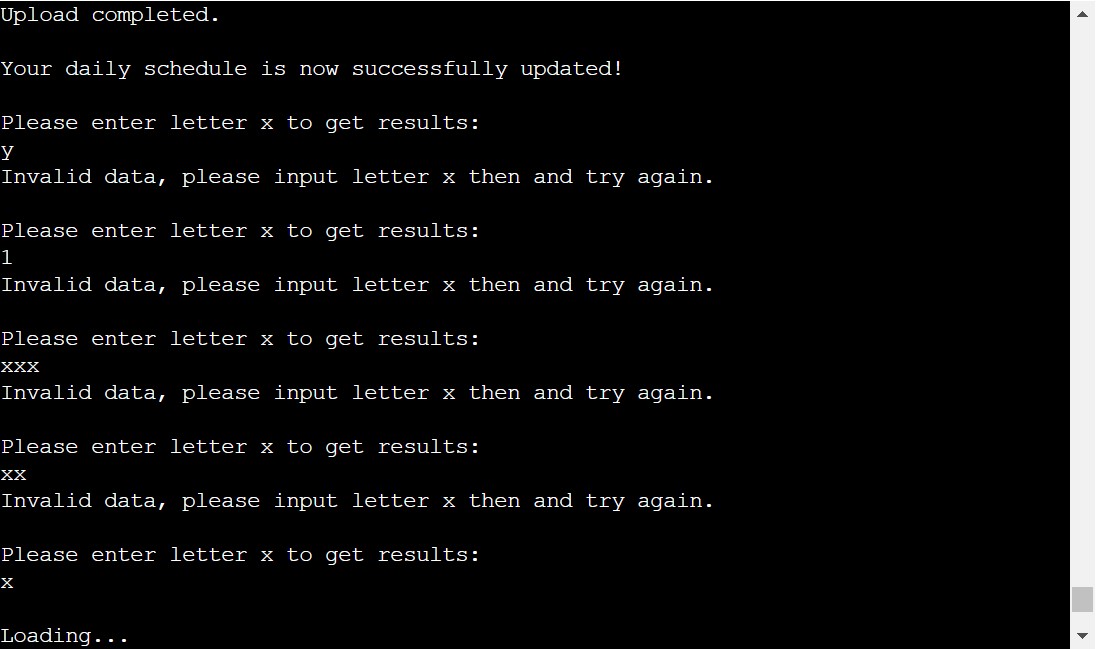 Upload completed.
Your daily schedule is now successfully updated!
Please enter letter x to get results:
y
Invalid data, please input letter x then and try again.
Please enter letter x to get results:
1
Invalid data, please input letter x then and try again.
Please enter letter x to get results:
xxx
Invalid data, please input letter x then and try again.
Please enter letter x to get results:
xx
Invalid data, please input letter x then and try again.
Please enter letter x to get results:
x
Loading...